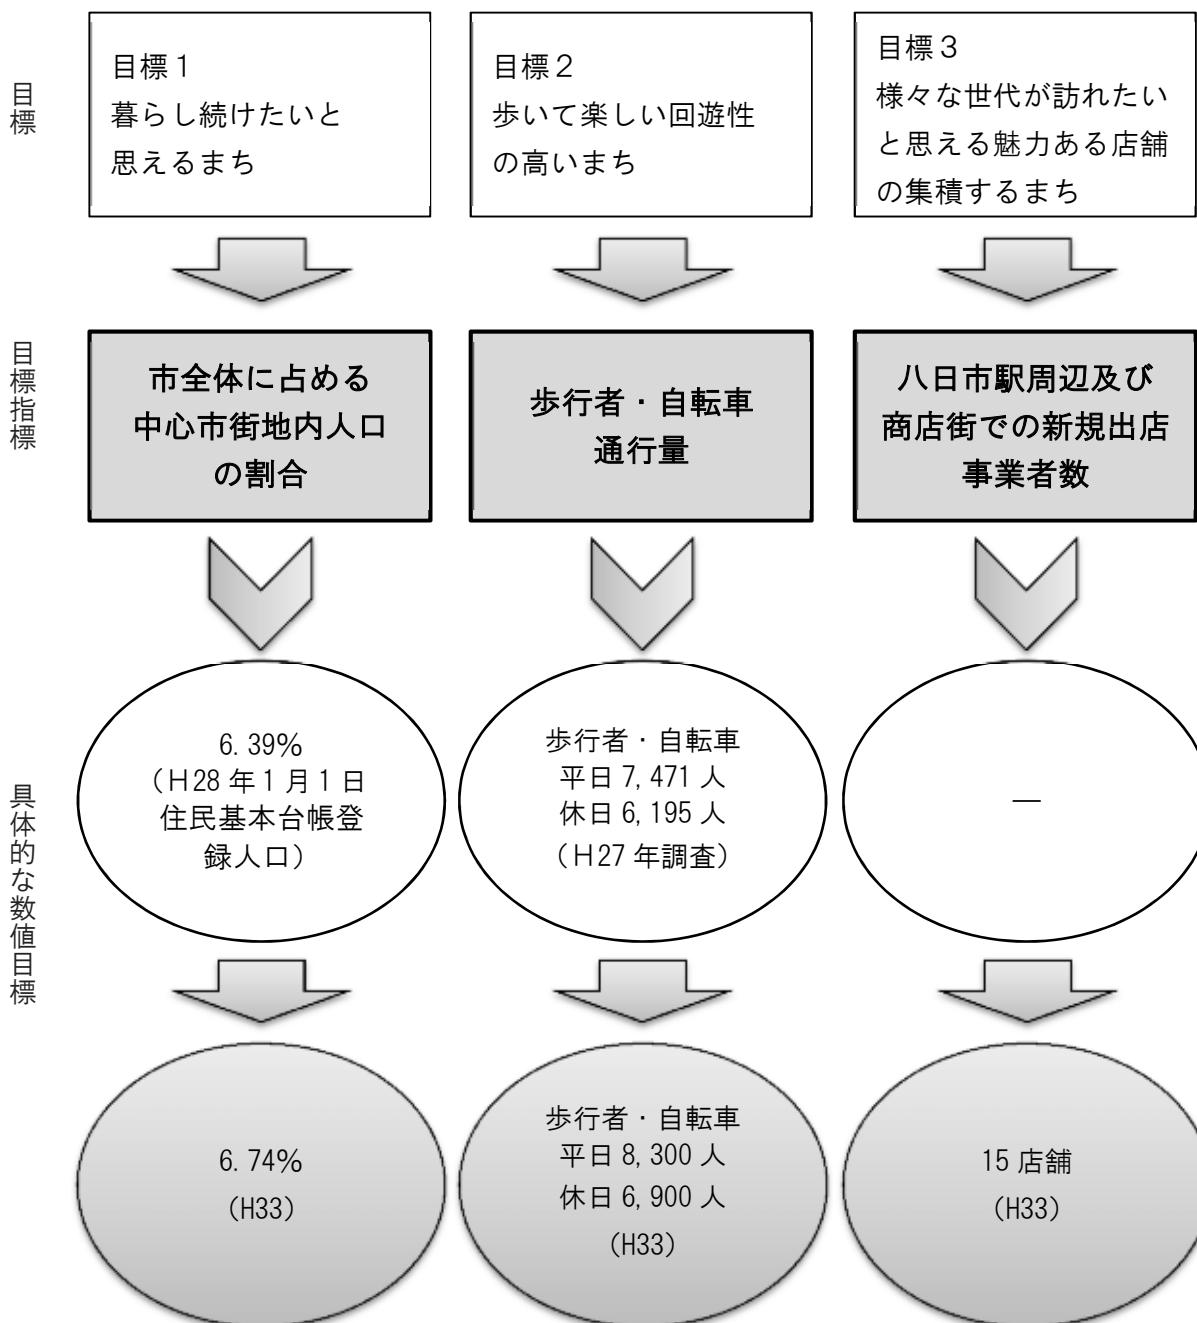 目標
目標１
暮らし続けたいと
思えるまち
目標２
歩いて楽しい回遊性
の高いまち
目標３
様々な世代が訪れたい
と思える魅力ある店舗
の集積するまち
目標指標
市全体に占める
中心市街地内人口
の割合
歩行者・自転車
通行量
八日市駅周辺及び
商店街での新規出店
事業者数
具体的な数値目標
6.39%
（H28 年１月１日
住民基本台帳登
録人口）
歩行者・自転車
平日 7,471 人
休日 6,195 人
（H27 年調査）
―
6.74%
（H33）
歩行者・自転車
平日 8,300 人
休日 6,900 人
（H33）
15 店舗
（H33）